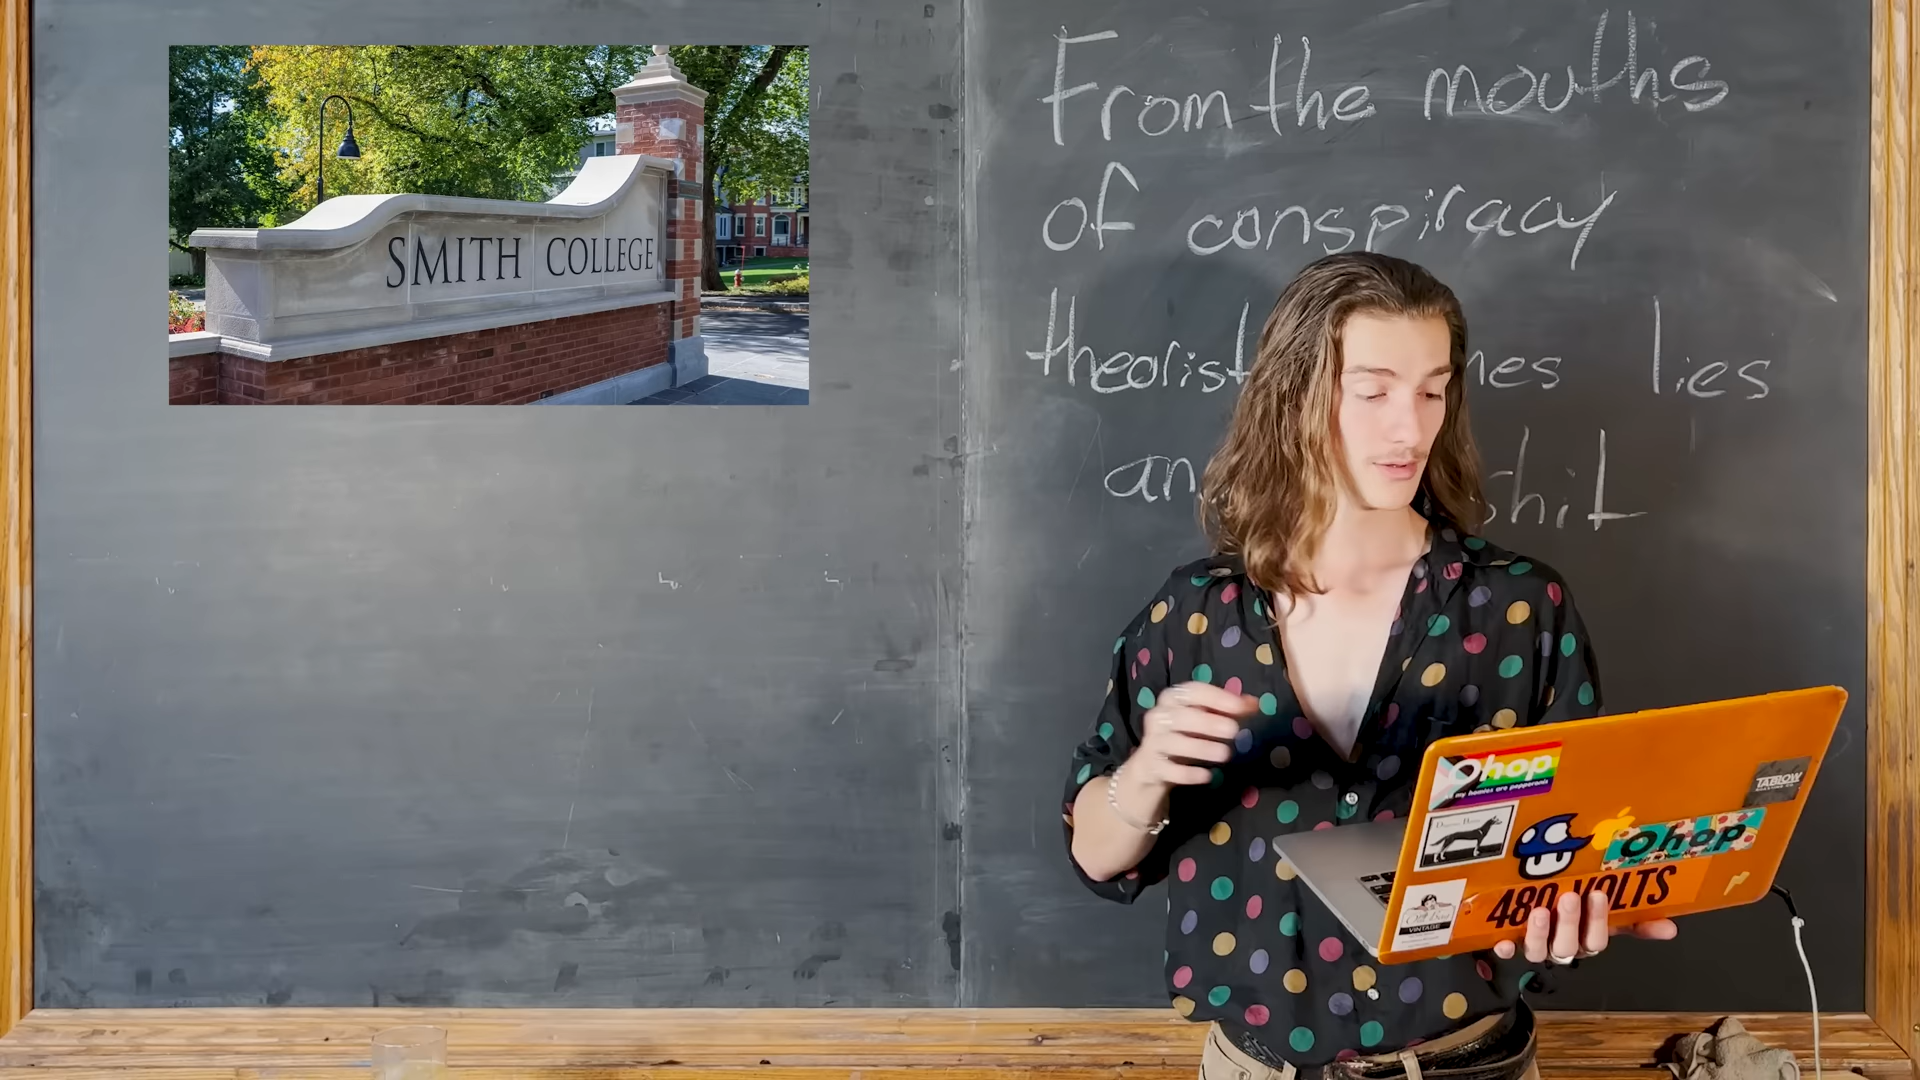 SMITH COLLEGE
From the mouths
of conspiracy
theorist nes lies
an shit
Ohop
my homies are pepperonis
TABLOW
Ohop
480 VOLTS
VINTAGE